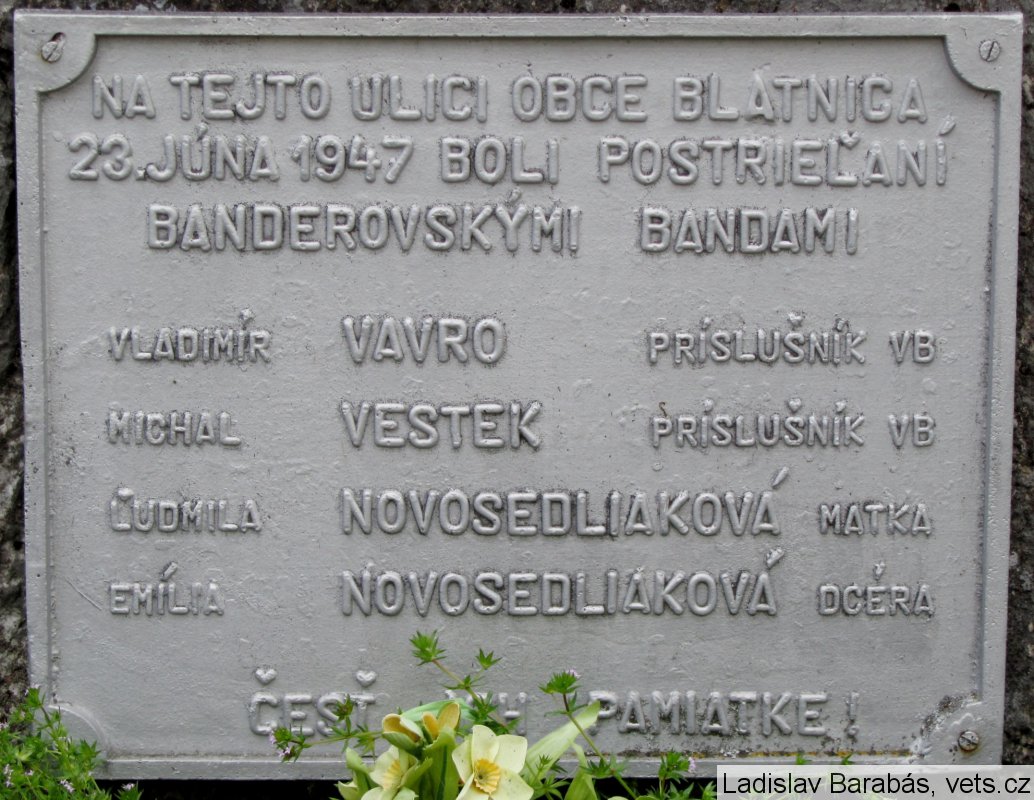 NA TEJTO ULICI OBCE BLATNICA
23.JÚNA 1947 BOLI POSTRIEĽANÍ
BANDEROVSKÝMI BANDAMI
VLADIMÍR VAVRO PRÍSLUŠNÍK VB
MICHAL VESTEK PRÍSLUŠNÍK VB
ĽUDMILA NOVOSEDLIAKOVÁ MATKA
EMÍLIA NOVOSEDLIAKOVÁ DCÉRA
ČESŤ PAMIATKE!
Ladislav Barabás, vets.cz